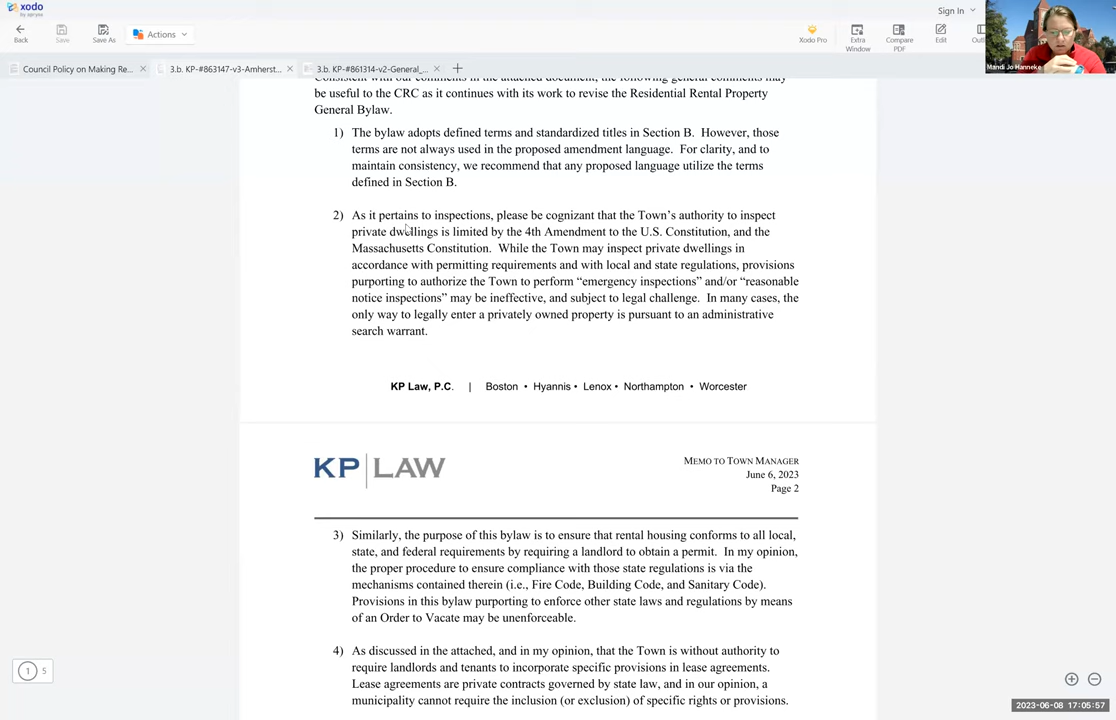 xodo
by apryse
Sign In
Back
Save
Save As
Actions
Xodo Pro
Extra Window
Compare PDF
Edit
Mandi Jo Hanneke
Council Policy on Making Re...
3.b. KP-#863147-v3-Amherst...
3.b. KP-#861314-v2-General_...
Consistent with our comments in the attached document, the following general comments may
be useful to the CRC as it continues with its work to revise the Residential Rental Property
General Bylaw.
1) The bylaw adopts defined terms and standardized titles in Section B. However, those
terms are not always used in the proposed amendment language. For clarity, and to
maintain consistency, we recommend that any proposed language utilize the terms
defined in Section B.
2) As it pertains to inspections, please be cognizant that the Town's authority to inspect
private dwellings is limited by the 4th Amendment to the U.S. Constitution, and the
Massachusetts Constitution. While the Town may inspect private dwellings in
accordance with permitting requirements and with local and state regulations, provisions
purporting to authorize the Town to perform “emergency inspections” and/or “reasonable
notice inspections” may be ineffective, and subject to legal challenge. In many cases, the
only way to legally enter a privately owned property is pursuant to an administrative
search warrant.
KP Law, P.C. | Boston • Hyannis • Lenox • Northampton • Worcester
KP | LAW
MEMO TO TOWN MANAGER
June 6, 2023
Page 2
3) Similarly, the purpose of this bylaw is to ensure that rental housing conforms to all local,
state, and federal requirements by requiring a landlord to obtain a permit. In my opinion,
the proper procedure to ensure compliance with those state regulations is via the
mechanisms contained therein (i.e., Fire Code, Building Code, and Sanitary Code).
Provisions in this bylaw purporting to enforce other state laws and regulations by means
of an Order to Vacate may be unenforceable.
4) As discussed in the attached, and in my opinion, that the Town is without authority to
require landlords and tenants to incorporate specific provisions in lease agreements.
Lease agreements are private contracts governed by state law, and in our opinion, a
municipality cannot require the inclusion (or exclusion) of specific rights or provisions.
1 5
2023-06-08 17:05:57